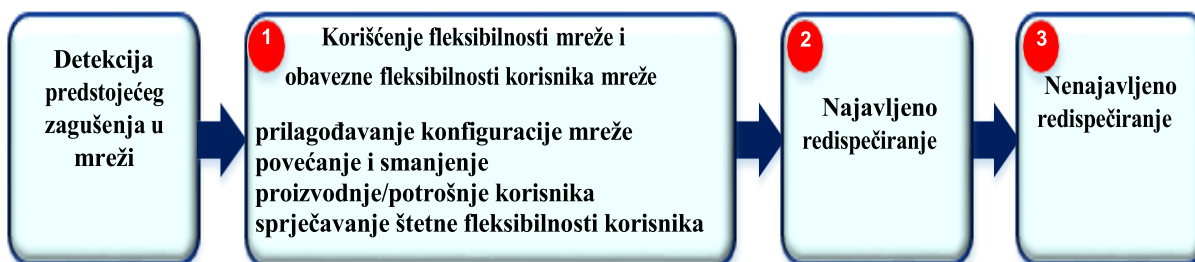 Detekcija
predstojećeg
zagušenja u
mreži
1
Korišćenje fleksibilnosti mreže i
obavezne fleksibilnosti korisnika mreže
prilagođavanje konfiguracije mreže
povećanje i smanjenje
proizvodnje/potrošnje korisnika
sprječavanje štetne fleksibilnosti korisnika
2
Najavljeno
redispečiranje
3
Nenajavljeno
redispečiranje